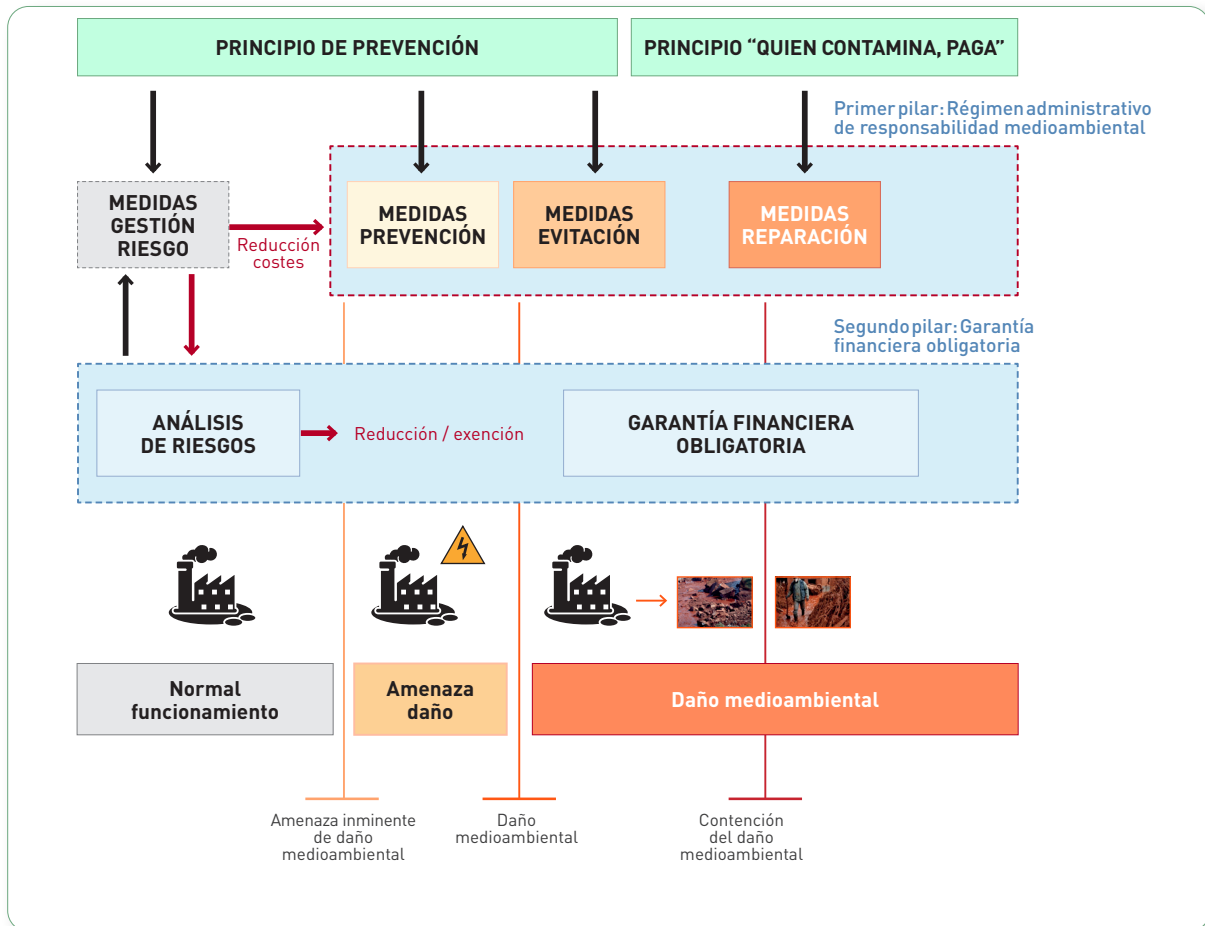 PRINCIPIO DE PREVENCIÓN
PRINCIPIO “QUIEN CONTAMINA, PAGA”
Primer pilar: Régimen administrativo
de responsabilidad medioambiental
MEDIDAS
GESTIÓN
RIESGO
Reducción
costes
MEDIDAS
PREVENCIÓN
MEDIDAS
EVITACIÓN
MEDIDAS
REPARACIÓN
Segundo pilar: Garantía
financiera obligatoria
ANÁLISIS
DE RIESGOS
Reducción / exención
GARANTÍA FINANCIERA
OBLIGATORIA
Normal
funcionamiento
Amenaza
daño
Daño medioambiental
Amenaza inminente
de daño
medioambiental
Daño
medioambiental
Contención
del daño
medioambiental